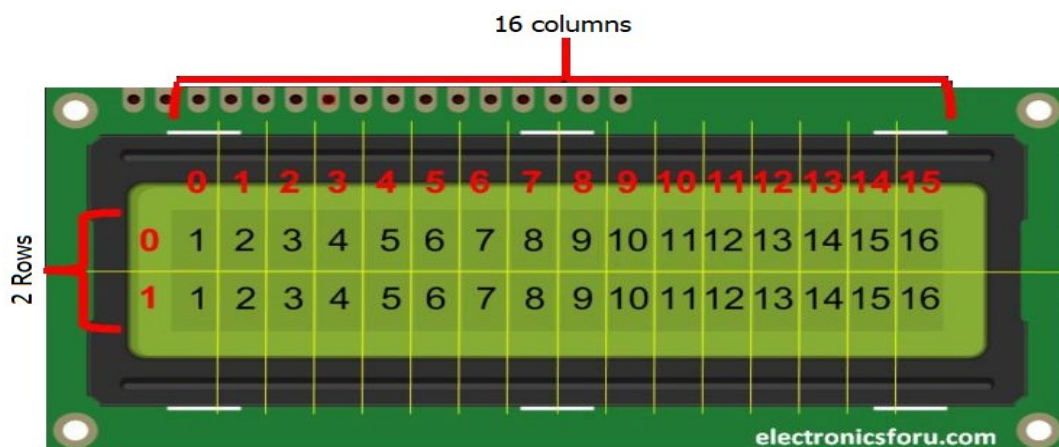 16 columns
0 1 2 3 4 5 6 7 8 9 10 11 12 13 14 15
2 Rows
0 1 2 3 4 5 6 7 8 9 10 11 12 13 14 15 16
1 1 2 3 4 5 6 7 8 9 10 11 12 13 14 15 16
electronicsforu.com